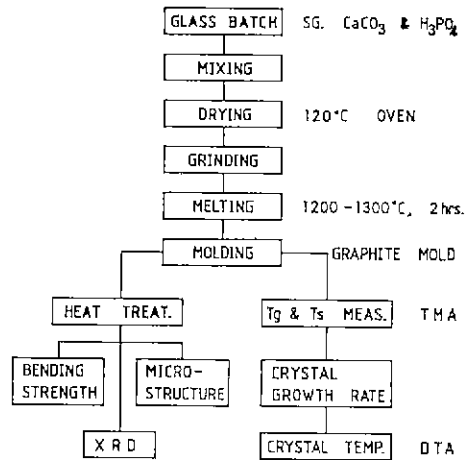 GLASS BATCH SG. CaCO₃ & H₃PO₄
MIXING
DRYING 120°C OVEN
GRINDING
MELTING 1200-1300°C, 2 hrs.
MOLDING GRAPHITE MOLD
HEAT TREAT. Tg & Ts MEAS. TMA
BENDING STRENGTH
MICRO-STRUCTURE
CRYSTAL GROWTH RATE
XRD CRYSTAL TEMP. DTA